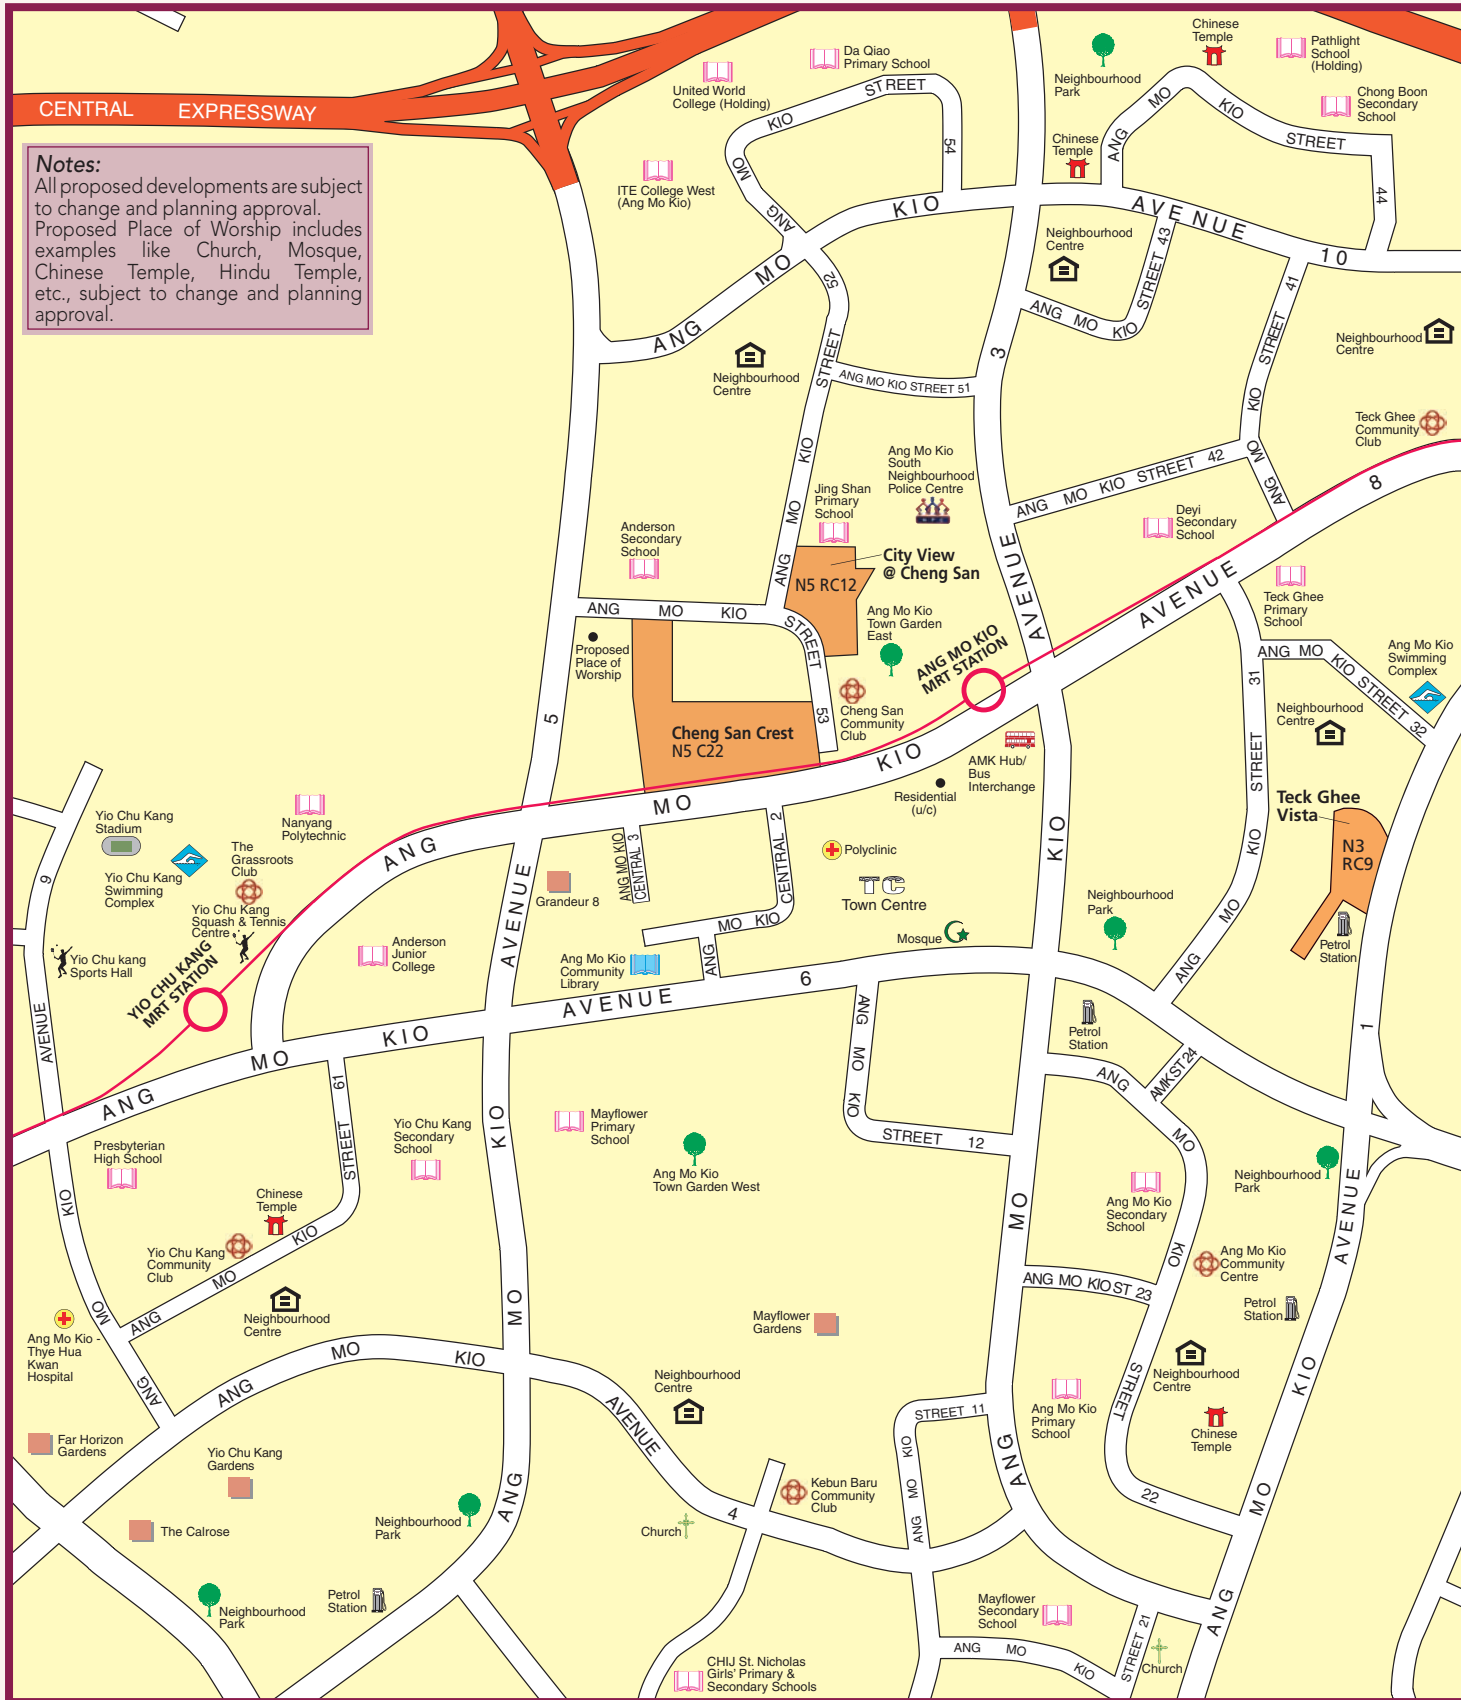 CENTRAL EXPRESSWAY
Notes:
All proposed developments are subject
to change and planning approval.
Proposed Place of Worship includes
examples like Church, Mosque,
Chinese Temple, Hindu Temple,
etc., subject to change and planning
approval.
Da Qiao
Primary School
United World
College (Holding)
ITE College West
(Ang Mo Kio)
ANG MO KIO STREET 54
Neighbourhood
Park
Chinese
Temple
Pathlight
School
(Holding)
Chong Boon
Secondary
School
Chinese
Temple
ANG MO KIO STREET 44
ANG MO KIO AVENUE 10
Neighbourhood
Centre
ANG MO KIO STREET 43
STREET 41
KIO
MO
ANG
Neighbourhood
Centre
Teck Ghee
Community
Club
Neighbourhood
Centre
52
STREET
KIO
MO
ANG
ANG MO KIO STREET 51
3
AVENUE
KIO
MO
ANG
Ang Mo Kio
South
Neighbourhood
Police Centre
Jing Shan
Primary
School
ANG MO KIO STREET 42
Deyi
Secondary
School
Anderson
Secondary
School
City View
@ Cheng San
N5 RC12
ANG MO KIO STREET 53
Proposed
Place of
Worship
Ang Mo Kio
Town Garden
East
ANG MO KIO
MRT STATION
Cheng San
Community
Club
Cheng San Crest
N5 C22
Teck Ghee
Primary
School
ANG MO KIO STREET 32
Ang Mo Kio
Swimming
Complex
Neighbourhood
Centre
31
STREET
KIO
MO
ANG
Teck Ghee
Vista
N3
RC9
Petrol
Station
ANG MO KIO AVENUE 8
5
AVENUE
KIO
MO
ANG
AMK Hub/
Bus
Interchange
Residential
(u/c)
Polyclinic
TC
Town Centre
Mosque
Neighbourhood
Park
Yio Chu Kang
Stadium
Nanyang
Polytechnic
Yio Chu Kang
Swimming
Complex
The
Grassroots
Club
Yio Chu Kang
Squash & Tennis
Centre
Yio Chu kang
Sports Hall
YIO CHU KANG
MRT STATION
9
AVENUE
KIO
MO
ANG
ANG MO KIO
CENTRAL 3
ANG MO KIO CENTRAL 2
Grandeur 8
Anderson
Junior
College
Ang Mo Kio
Community
Library
ANG MO KIO AVENUE 6
Petrol
Station
AMK ST 24
1
AVENUE
KIO
MO
ANG
ANG MO KIO STREET 12
Presbyterian
High School
61
STREET
KIO
MO
ANG
Yio Chu Kang
Secondary
School
Mayflower
Primary
School
Ang Mo Kio
Town Garden West
Chinese
Temple
Yio Chu Kang
Community
Club
Neighbourhood
Centre
Ang Mo Kio -
Thye Hua
Kwan
Hospital
Ang Mo Kio
Secondary
School
Neighbourhood
Park
Ang Mo Kio
Community
Centre
ANG MO KIO ST 23
Petrol
Station
Mayflower
Gardens
Neighbourhood
Centre
Neighbourhood
Centre
Ang Mo Kio
Primary
School
Chinese
Temple
ANG MO KIO STREET 22
ANG MO KIO AVENUE 4
ANG MO KIO STREET 11
Far Horizon
Gardens
Yio Chu Kang
Gardens
The Calrose
Neighbourhood
Park
Church
Kebun Baru
Community
Club
Neighbourhood
Park
Petrol
Station
Mayflower
Secondary
School
ANG MO KIO STREET 21
Church
CHIJ St. Nicholas
Girls' Primary &
Secondary Schools